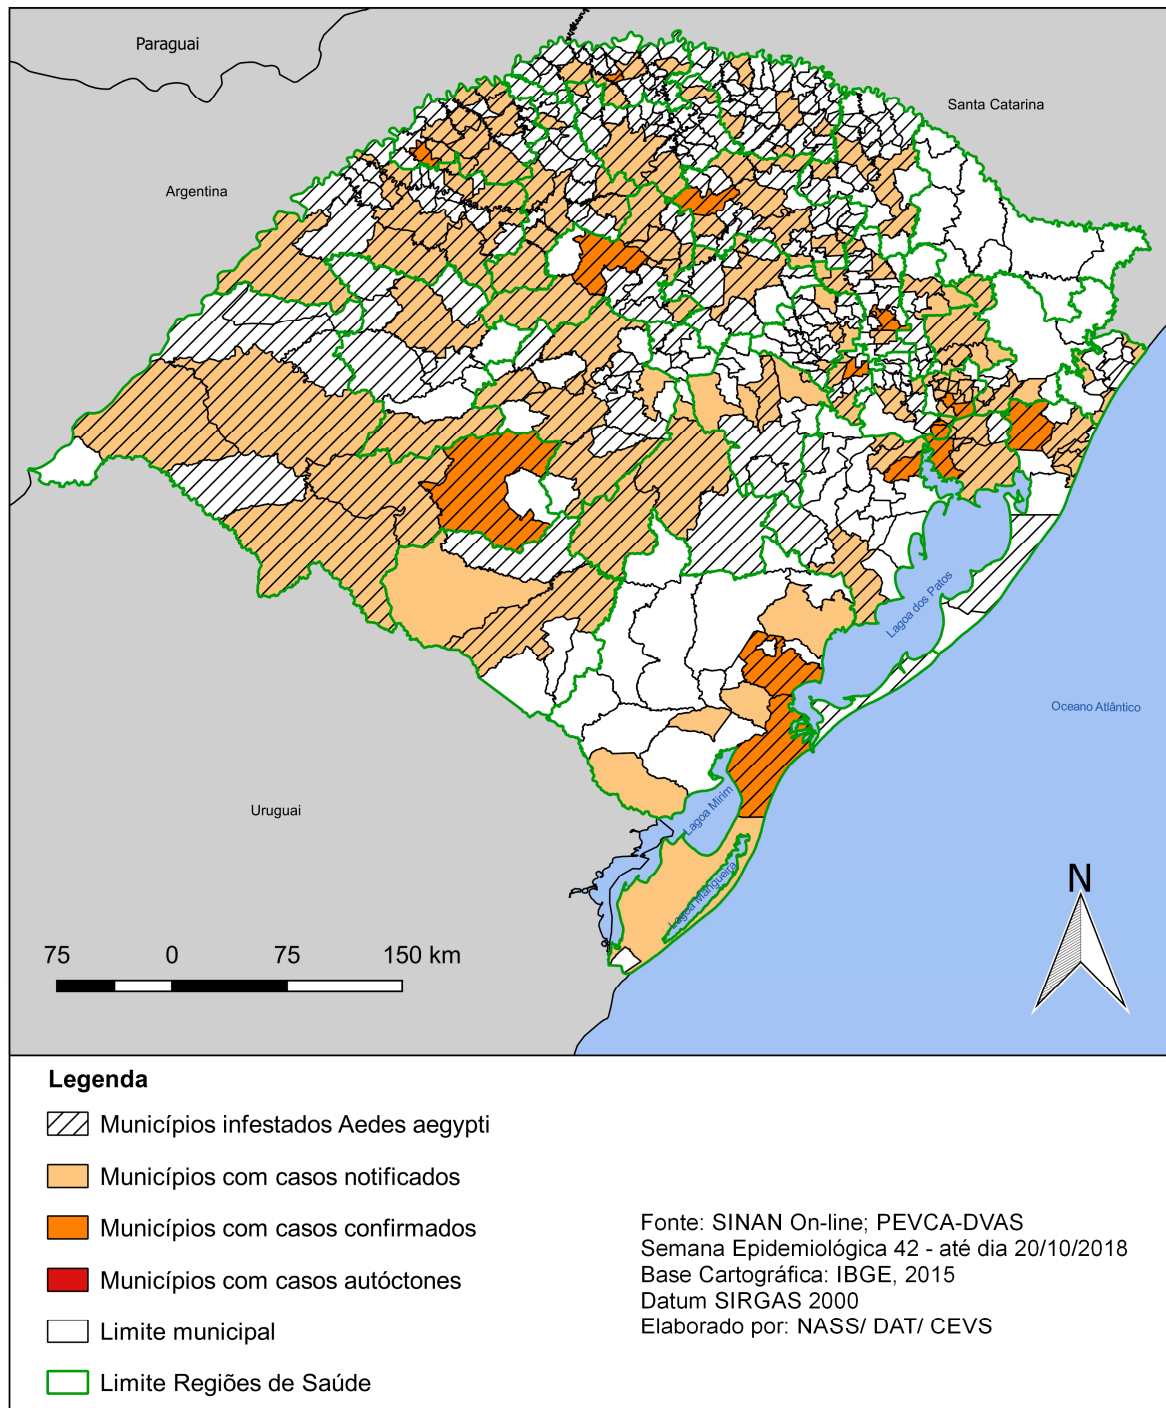 Paraguai
Santa Catarina
Argentina
Lagoa dos Patos
Oceano Atlântico
Lagoa Mirim
Uruguai
Lagoa Mangueira
N
75 0 75 150 km
Legenda
Municípios infestados Aedes aegypti
Municípios com casos notificados
Municípios com casos confirmados
Municípios com casos autóctones
Limite municipal
Limite Regiões de Saúde
Fonte: SINAN On-line; PEVCA-DVAS
Semana Epidemiológica 42 - até dia 20/10/2018
Base Cartográfica: IBGE, 2015
Datum SIRGAS 2000
Elaborado por: NASS/ DAT/ CEVS